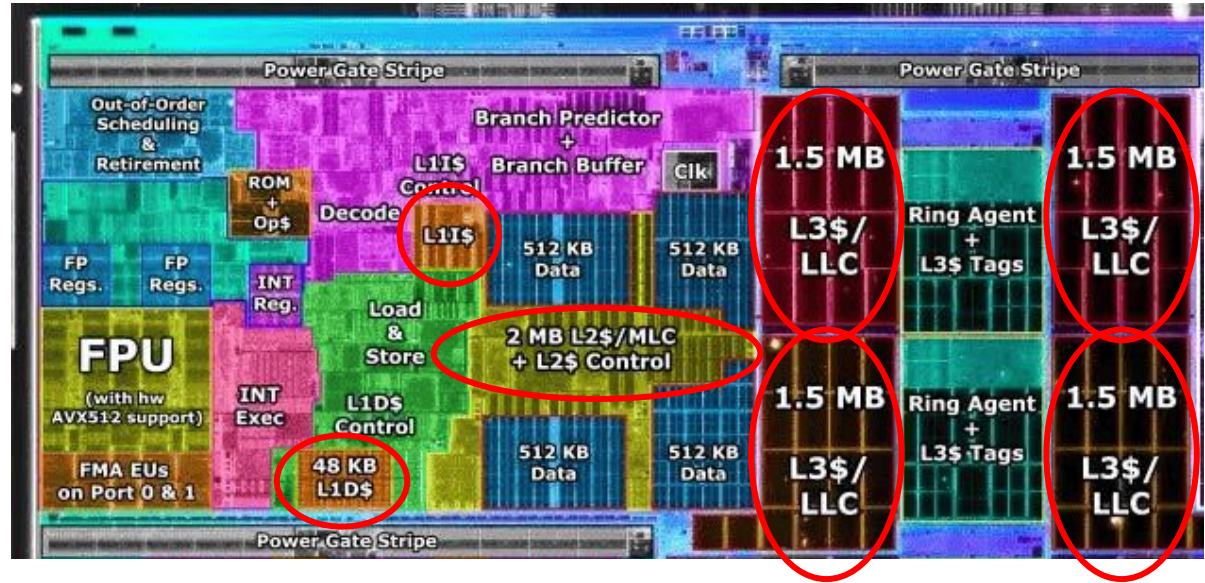 Power Gate Stripe
Power Gate Stripe
Out-of-Order
Scheduling
&
Retirement
Branch Predictor
+
Branch Buffer
L1I$
Control
Clk
ROM
+
Op$
Decode
L1I$
512 KB
Data
512 KB
Data
FP
Regs.
FP
Regs.
INT
Reg.
Load
&
Store
2 MB L2$/MLC
+ L2$ Control
FPU
(with hw
AVX512 support)
INT
Exec
L1D$
Control
48 KB
L1D$
512 KB
Data
512 KB
Data
FMA EUs
on Port 0 & 1
Power Gate Stripe
1.5 MB
L3$/
LLC
Ring Agent
+
L3$ Tags
1.5 MB
L3$/
LLC
1.5 MB
L3$/
LLC
Ring Agent
+
L3$ Tags
1.5 MB
L3$/
LLC